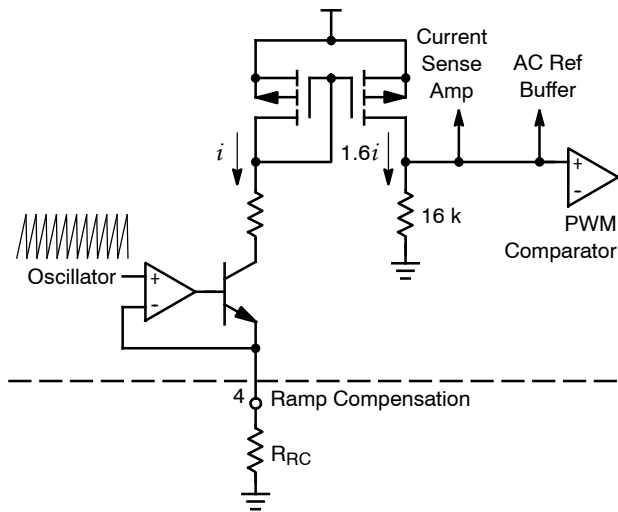 Current
Sense
Amp
AC Ref
Buffer
i
1.6i
+
-
16 k
PWM
Comparator
Oscillator
+
-
4
Ramp Compensation
RRC